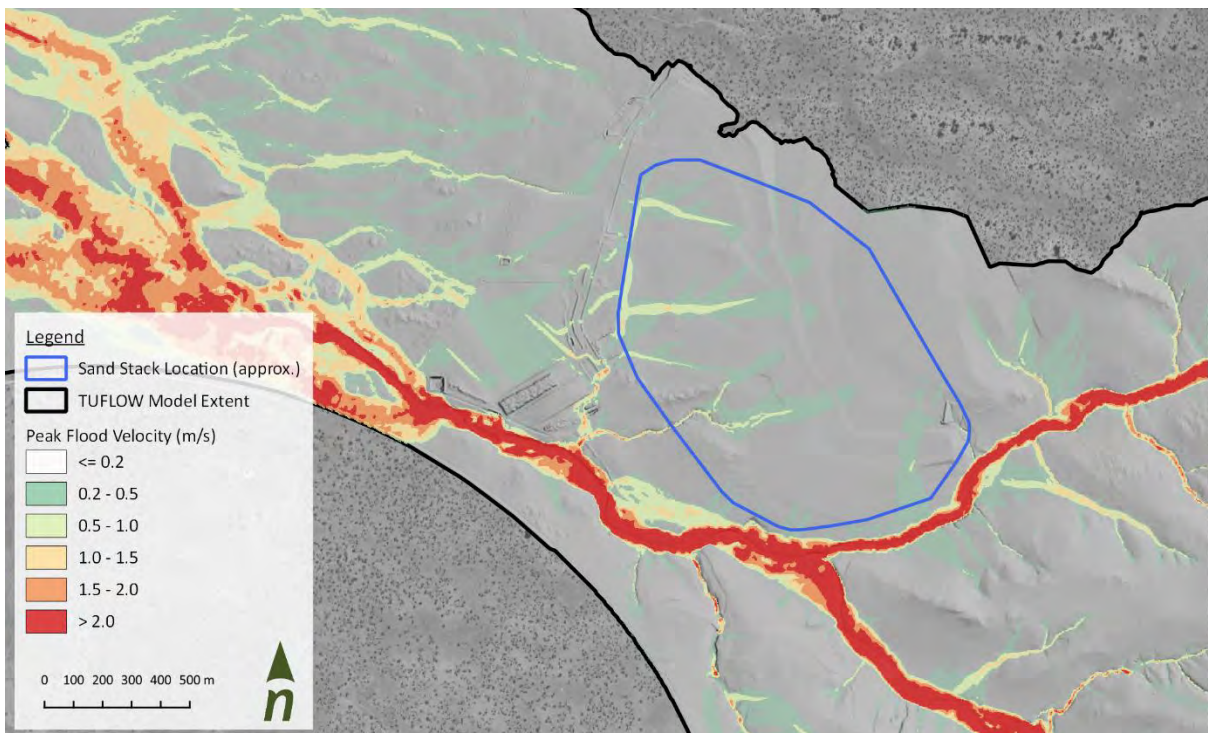 Legend
Sand Stack Location (approx.)
TUFLOW Model Extent
Peak Flood Velocity (m/s)
<= 0.2
0.2 - 0.5
0.5 - 1.0
1.0 - 1.5
1.5 - 2.0
> 2.0
0 100 200 300 400 500 m
n